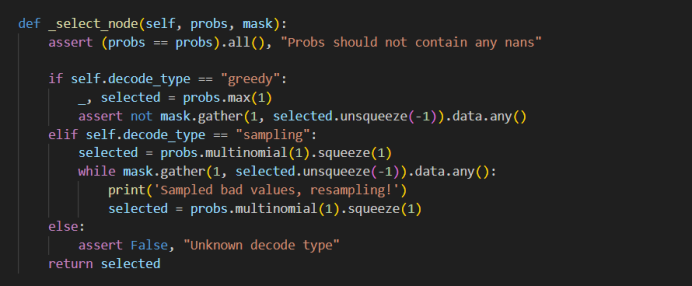 def _select_node(self, probs, mask):
    assert (probs == probs).all(), "Probs should not contain any nans"

    if self.decode_type == "greedy":
        _, selected = probs.max(1)
        assert not mask.gather(1, selected.unsqueeze(-1)).data.any()
    elif self.decode_type == "sampling":
        selected = probs.multinomial(1).squeeze(1)
        while mask.gather(1, selected.unsqueeze(-1)).data.any():
            print('Sampled bad values, resampling!')
            selected = probs.multinomial(1).squeeze(1)
    else:
        assert False, "Unknown decode type"
    return selected